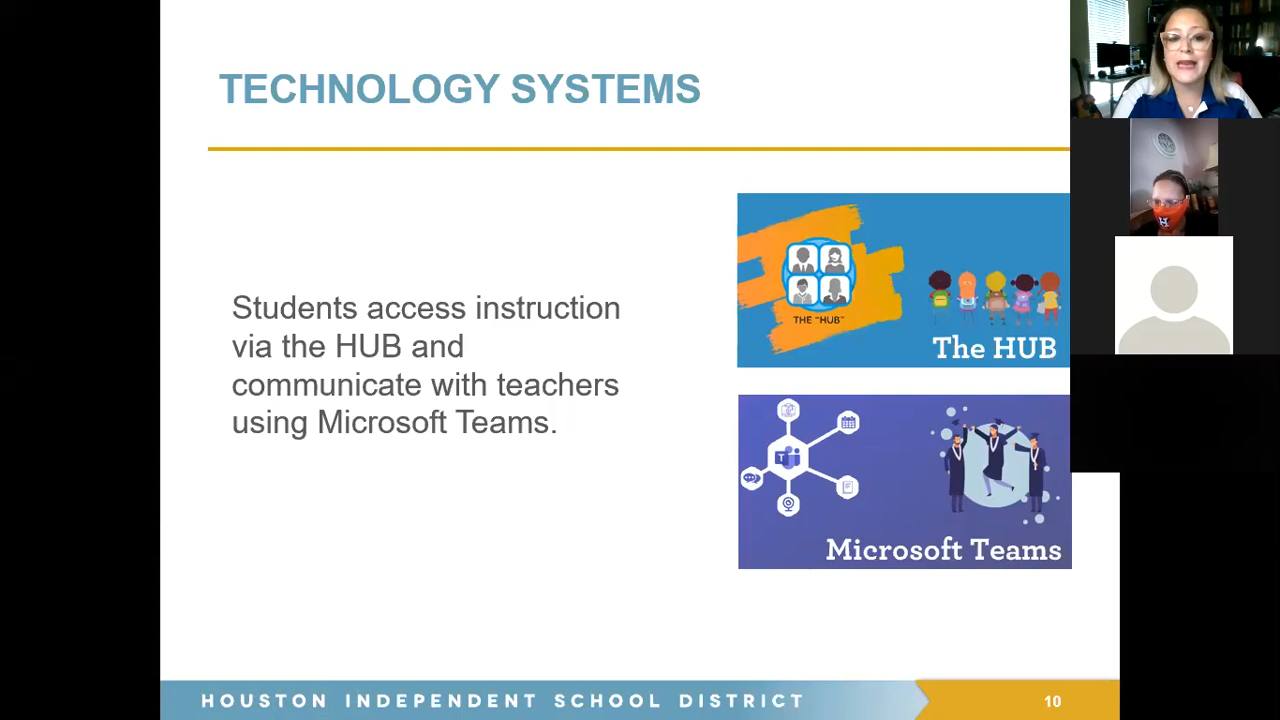 TECHNOLOGY SYSTEMS
Students access instruction
via the HUB and
communicate with teachers
using Microsoft Teams.
THE "HUB"
The HUB
T
Microsoft Teams
HOUSTON INDEPENDENT SCHOOL DISTRICT
10